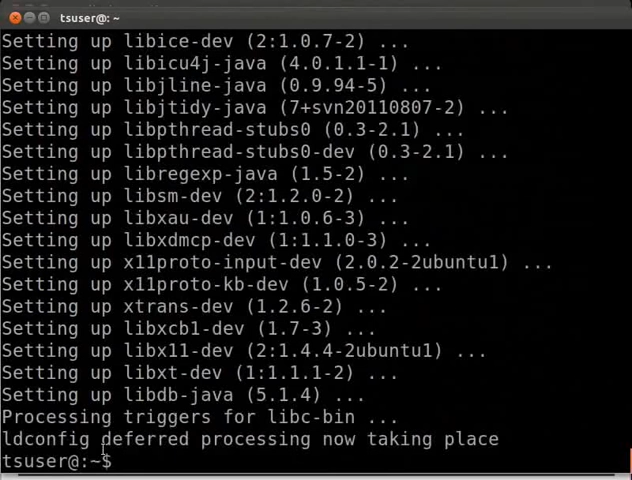 tsuser@: ~
Setting up libice-dev (2:1.0.7-2) ...
Setting up libicu4j-java (4.0.1.1-1) ...
Setting up libjline-java (0.9.94-5) ...
Setting up libjtidy-java (7+svn20110807-2) ...
Setting up libpthread-stubs0 (0.3-2.1) ...
Setting up libpthread-stubs0-dev (0.3-2.1) ...
Setting up libregexp-java (1.5-2) ...
Setting up libsm-dev (2:1.2.0-2) ...
Setting up libxau-dev (1:1.0.6-3) ...
Setting up libxdmcp-dev (1:1.1.0-3) ...
Setting up x11proto-input-dev (2.0.2-2ubuntu1) ...
Setting up x11proto-kb-dev (1.0.5-2) ...
Setting up xtrans-dev (1.2.6-2) ...
Setting up libxcb1-dev (1.7-3) ...
Setting up libx11-dev (2:1.4.4-2ubuntu1) ...
Setting up libxt-dev (1:1.1.1-2) ...
Setting up libdb-java (5.1.4) ...
Processing triggers for libc-bin ...
ldconfig deferred processing now taking place
tsuser@:~$